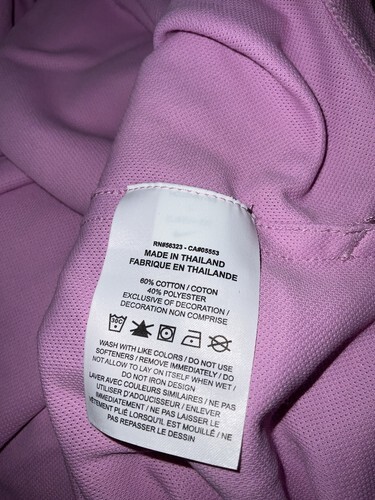 RN#56323 - CA#05553
MADE IN THAILAND
FABRIQUE EN THAILANDE
60% COTTON / COTON
40% POLYESTER
EXCLUSIVE OF DECORATION /
DECORATION NON COMPRISE
WASH WITH LIKE COLORS / DO NOT USE
SOFTENERS / REMOVE IMMEDIATELY / DO
NOT ALLOW TO LAY ON ITSELF WHEN WET /
DO NOT IRON DESIGN
LAVER AVEC COULEURS SIMILAIRES / NE PAS
UTILISER D'ADOUCISSEUR / ENLEVER
IMMÉDIATEMENT / NE PAS LAISSER LE
VÊTEMENT PLIÉ LORSQU'IL EST MOUILLÉ / NE
PAS REPASSER LE DESSIN